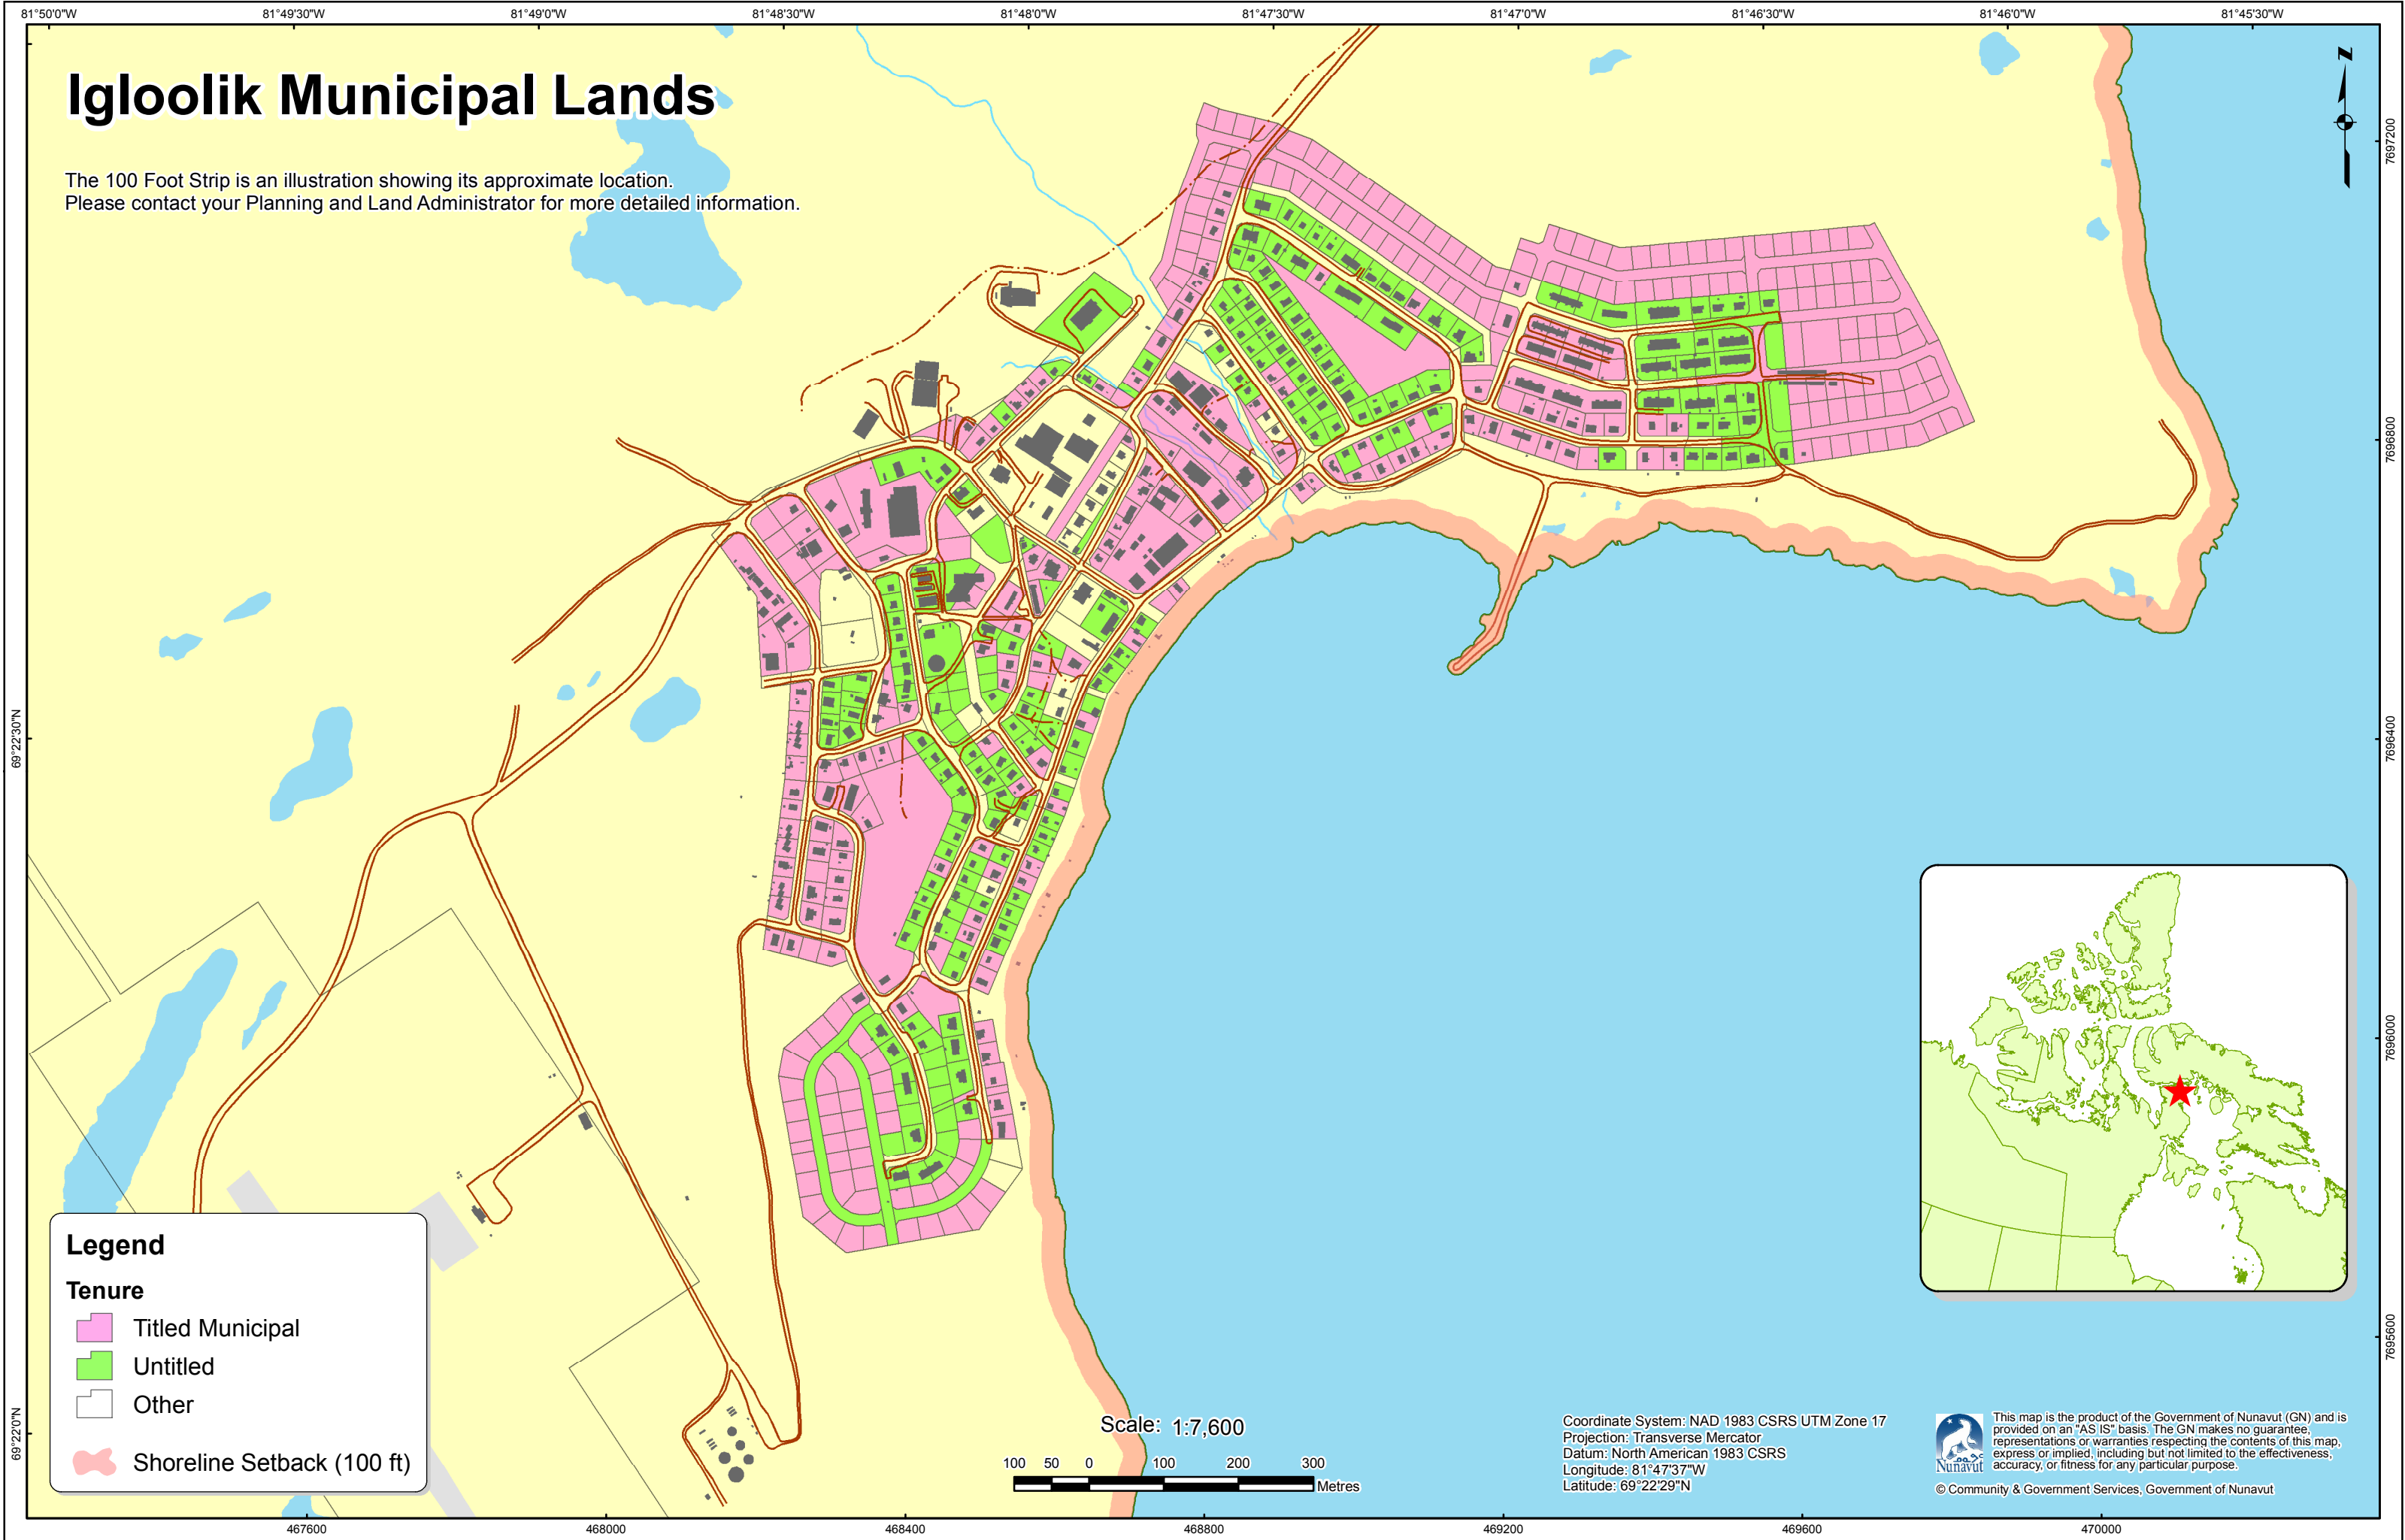 81°50'0"W
81°49'30"W
81°49'0"W
81°48'30"W
81°48'0"W
81°47'30"W
81°47'0"W
81°46'30"W
81°46'0"W
81°45'30"W
Igloolik Municipal Lands
The 100 Foot Strip is an illustration showing its approximate location.
Please contact your Planning and Land Administrator for more detailed information.
N
7697200
7696800
7696400
7696000
7695600
69°22'30"N
69°22'0"N
Legend
Tenure
Titled Municipal
Untitled
Other
Shoreline Setback (100 ft)
Scale: 1:7,600
100 50 0 100 200 300
Metres
Coordinate System: NAD 1983 CSRS UTM Zone 17
Projection: Transverse Mercator
Datum: North American 1983 CSRS
Longitude: 81°47'37"W
Latitude: 69°22'29"N
Nunavut
This map is the product of the Government of Nunavut (GN) and is
provided on an "AS IS" basis. The GN makes no guarantee,
representations or warranties respecting the contents of this map,
express or implied, including but not limited to the effectiveness,
accuracy, or fitness for any particular purpose.
© Community & Government Services, Government of Nunavut
467600
468000
468400
468800
469200
469600
470000